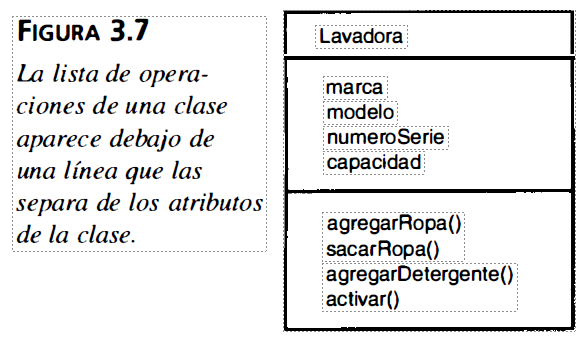 FIGURA 3.7
La lista de opera-
ciones de una clase
aparece debajo de
una línea que las
separa de los atributos
de la clase.
Lavadora
marca
modelo
numeroSerie
capacidad
agregarRopa()
sacarRopa()
agregarDetergente()
activar()